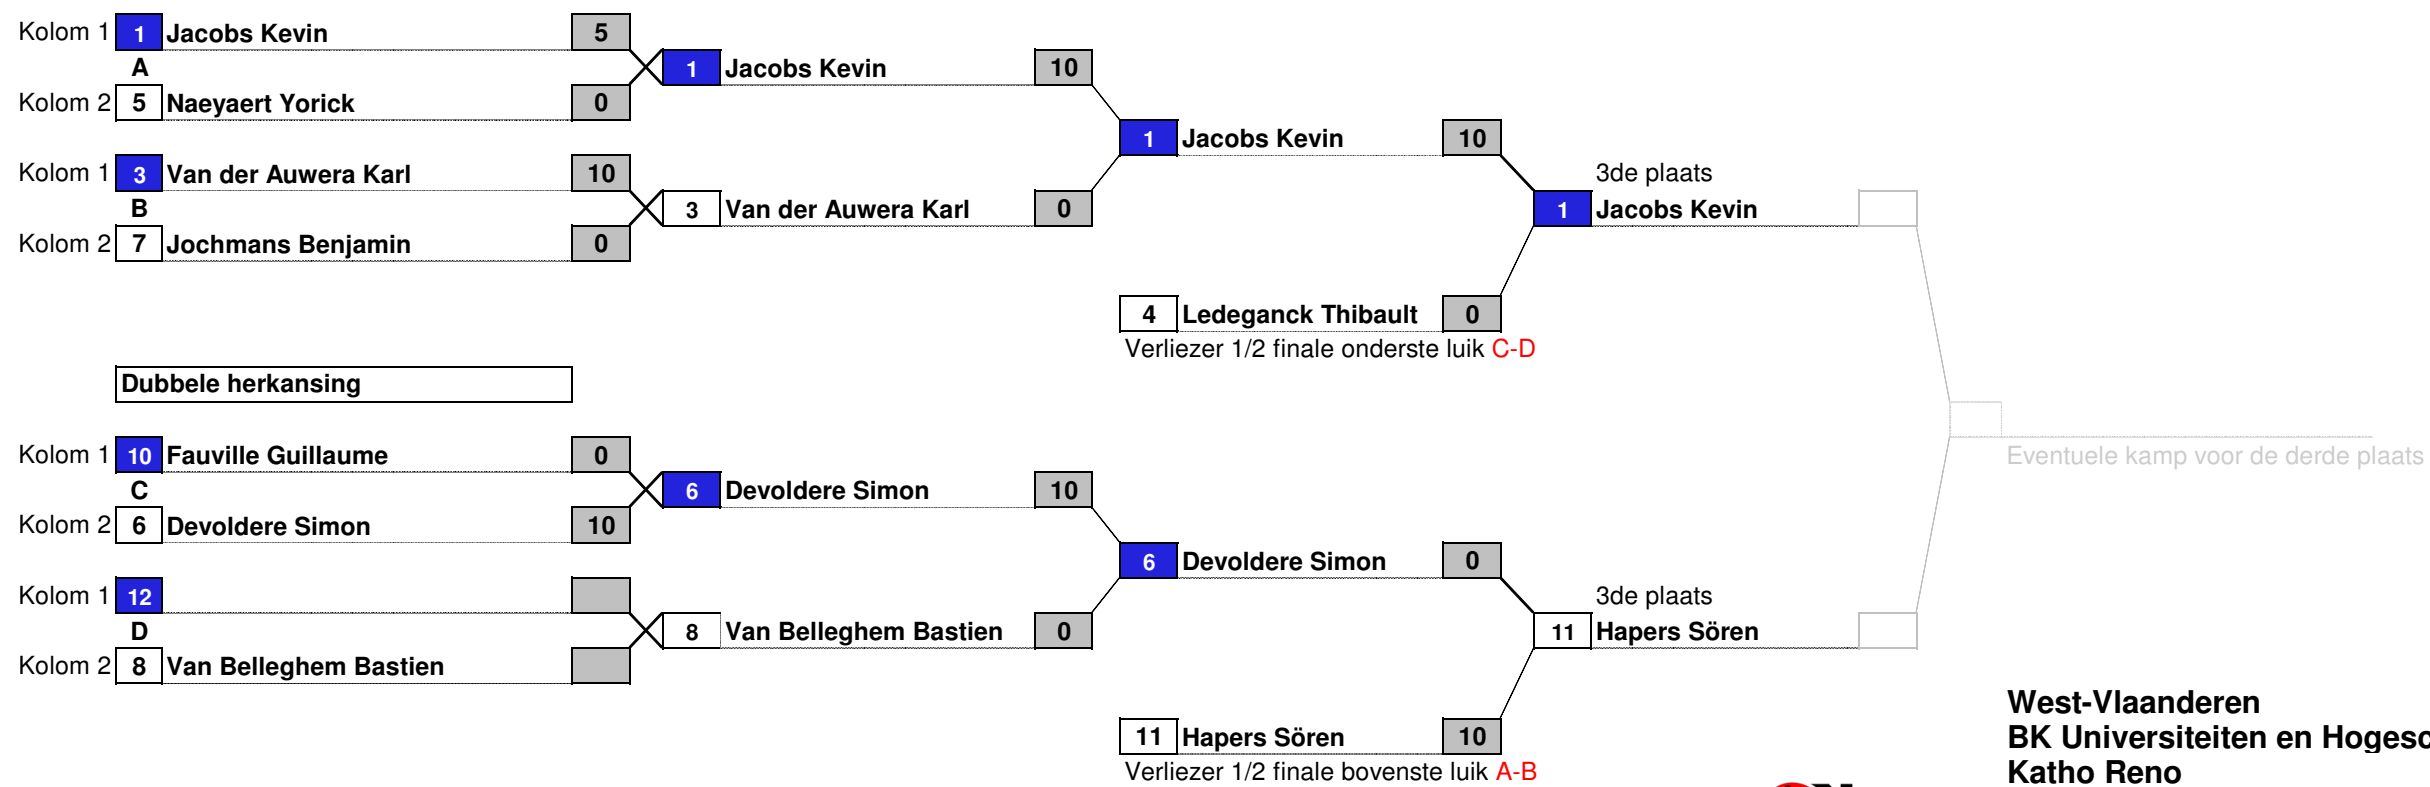 Kolom 1 1 Jacobs Kevin 5
A
1 Jacobs Kevin 10
Kolom 2 5 Naeyaert Yorick 0
1 Jacobs Kevin 10
Kolom 1 3 Van der Auwera Karl 10
3de plaats
B
3 Van der Auwera Karl 0
1 Jacobs Kevin
Kolom 2 7 Jochmans Benjamin 0
4 Ledeganck Thibault 0
Verliezer 1/2 finale onderste luik C-D
Dubbele herkansing
Kolom 1 10 Fauville Guillaume 0
Eventuele kamp voor de derde plaats
C
6 Devoldere Simon 10
Kolom 2 6 Devoldere Simon 10
6 Devoldere Simon 0
Kolom 1 12
3de plaats
D
8 Van Belleghem Bastien 0
11 Hapers Sören
Kolom 2 8 Van Belleghem Bastien
West-Vlaanderen
11 Hapers Sören 10
BK Universiteiten en Hogesc
Verliezer 1/2 finale bovenste luik A-B
Katho Reno